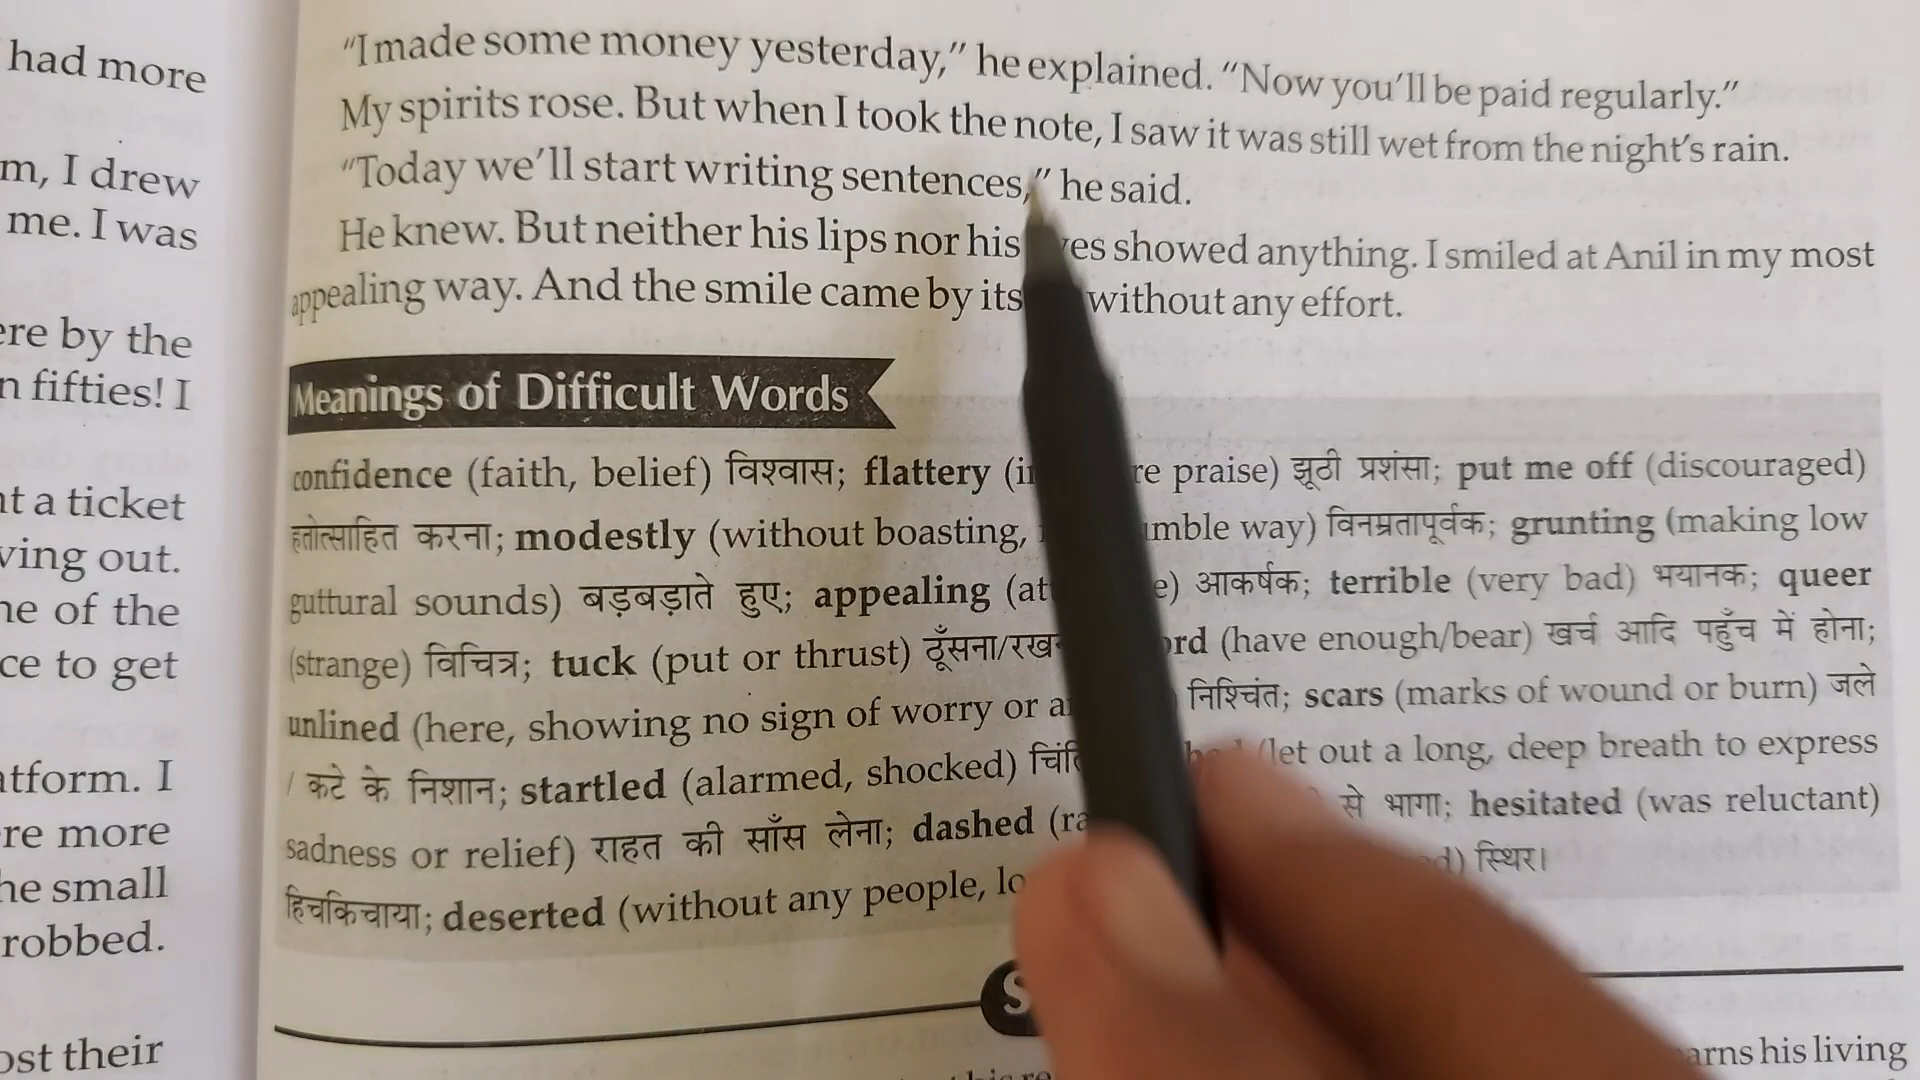 had more
m, I drew
me. I was
ere by the
n fifties! I
nt a ticket
ving out.
ne of the
ce to get
atform. I
re more
he small
robbed.
ost their
"I made some money yesterday," he explained. "Now you'll be paid regularly."
My spirits rose. But when I took the note, I saw it was still wet from the night's rain.
"Today we'll start writing sentences," he said.
He knew. But neither his lips nor his yes showed anything. I smiled at Anil in my most
appealing way. And the smile came by its without any effort.
Meanings of Difficult Words
confidence (faith, belief) विश्वास; flattery (in re praise) झूठी प्रशंसा; put me off (discouraged)
हतोत्साहित करना; modestly (without boasting, umble way) विनम्रतापूर्वक; grunting (making low
guttural sounds) बड़बड़ाते हुए; appealing (att e) आकर्षक; terrible (very bad) भयानक; queer
(strange) विचित्र; tuck (put or thrust) ठूँसना/रख ord (have enough/bear) खर्च आदि पहुँच में होना;
unlined (here, showing no sign of worry or a निश्चिंत; scars (marks of wound or burn) जले
/ कटे के निशान; startled (alarmed, shocked) (let out a long, deep breath to express
sadness or relief) राहत की साँस लेना; dashed (ra से भागा; hesitated (was reluctant)
हिचकिचाया; deserted (without any people, lo d) स्थिर।
S
arns his living